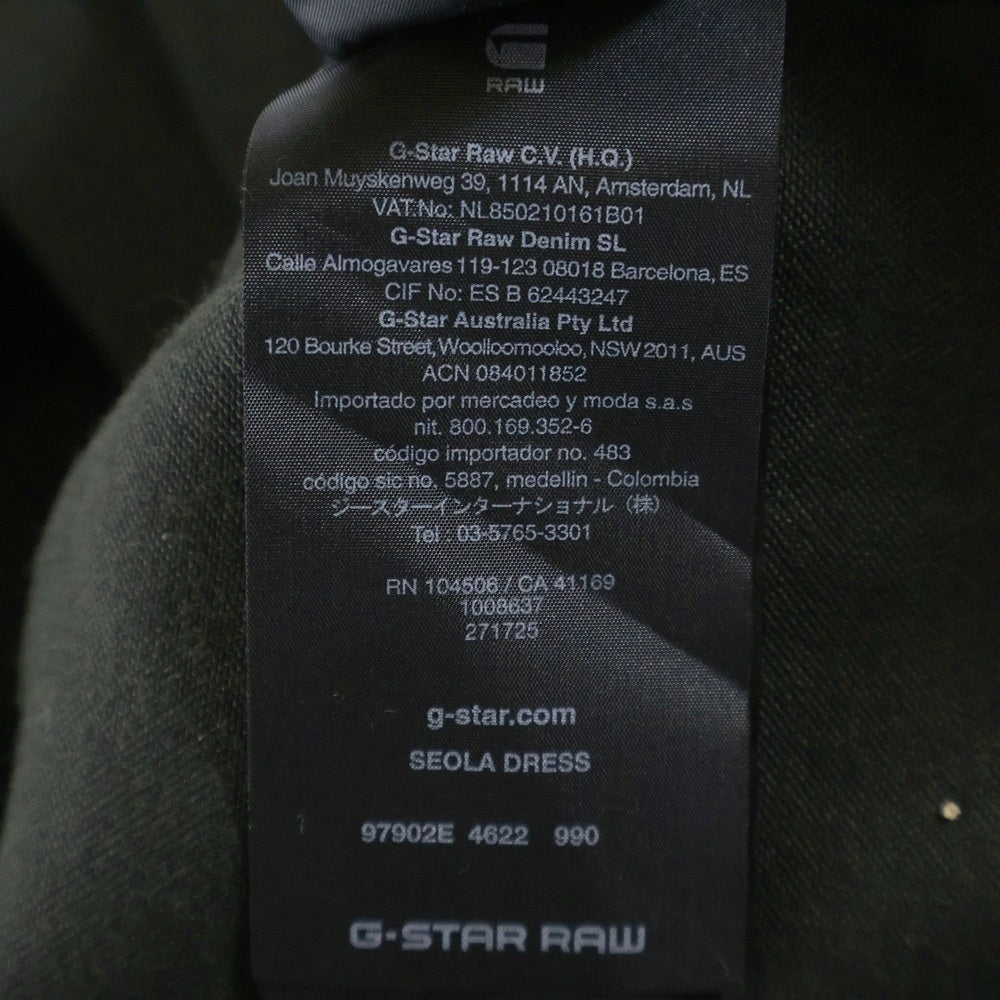 RAW
G-Star Raw C.V. (H.Q.)
Joan Muyskenweg 39, 1114 AN, Amsterdam, NL
VAT.No: NL850210161B01
G-Star Raw Denim SL
Calle Almogavares 119-123 08018 Barcelona, ES
CIF No: ES B 62443247
G-Star Australia Pty Ltd
120 Bourke Street, Woolloomooloo, NSW 2011, AUS
ACN 084011852
Importado por mercadeo y moda s.a.s
nit. 800.169.352-6
código importador no. 483
código sic no. 5887, medellin - Colombia
ジースターインターナショナル（株）
Tel : 03-5765-3301
RN 104506 / CA 41169
1008637
271725
g-star.com
SEOLA DRESS
97902E 4622 990
G-STAR RAW